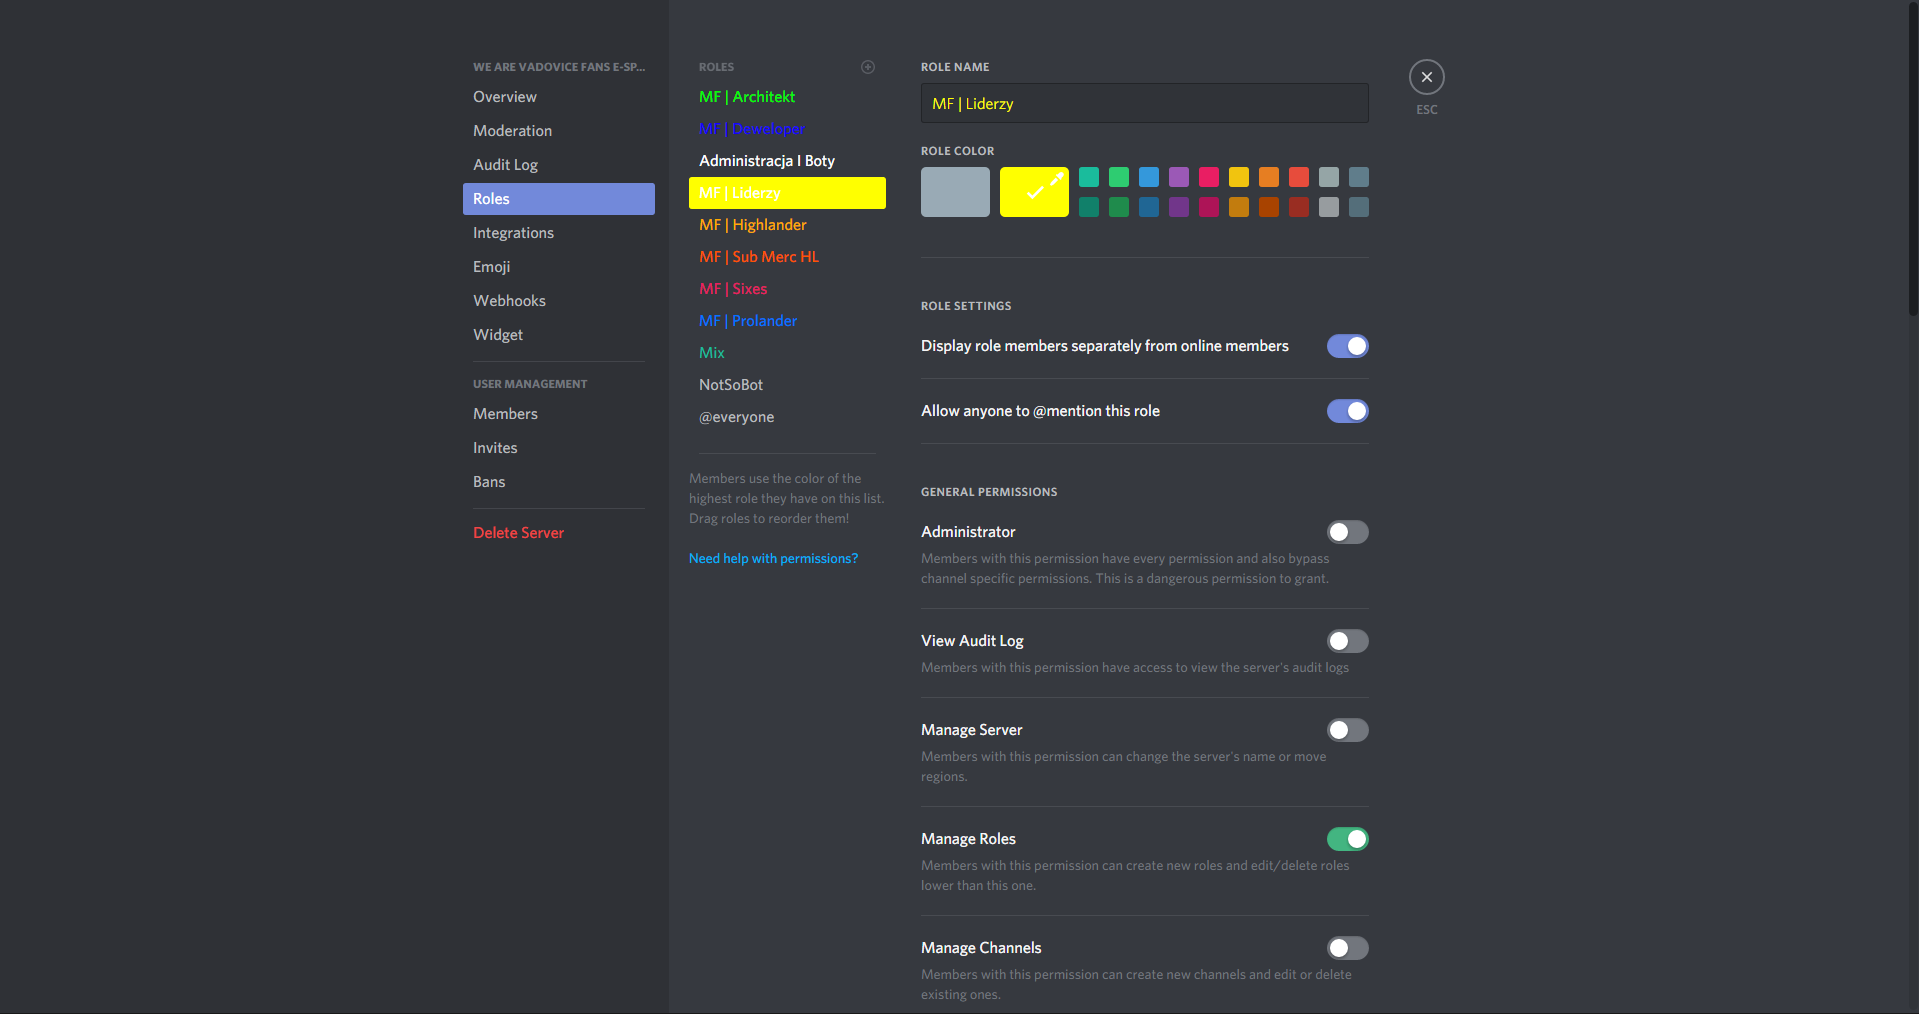 WE ARE VADOVICE FANS E-SP...
Overview
Moderation
Audit Log
Roles
Integrations
Emoji
Webhooks
Widget
USER MANAGEMENT
Members
Invites
Bans
Delete Server
ROLES
MF | Architekt
MF | Deweloper
Administracja I Boty
MF | Liderzy
MF | Highlander
MF | Sub Merc HL
MF | Sixes
MF | Prolander
Mix
NotSoBot
@everyone
Members use the color of the
highest role they have on this list.
Drag roles to reorder them!
Need help with permissions?
ROLE NAME
MF | Liderzy
ROLE COLOR
ROLE SETTINGS
Display role members separately from online members
Allow anyone to @mention this role
GENERAL PERMISSIONS
Administrator
Members with this permission have every permission and also bypass
channel specific permissions. This is a dangerous permission to grant.
View Audit Log
Members with this permission have access to view the server's audit logs
Manage Server
Members with this permission can change the server's name or move
regions.
Manage Roles
Members with this permission can create new roles and edit/delete roles
lower than this one.
Manage Channels
Members with this permission can create new channels and edit or delete
existing ones.
ESC